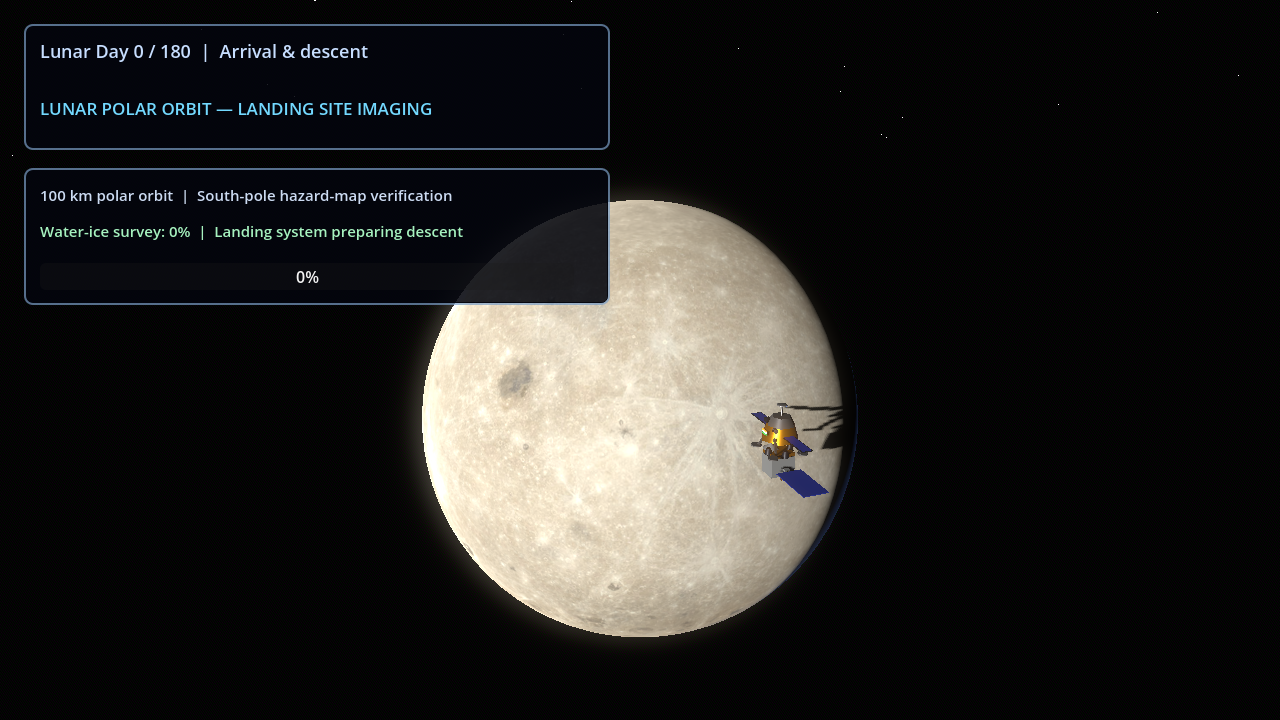 Lunar Day 0 / 180 | Arrival & descent
LUNAR POLAR ORBIT — LANDING SITE IMAGING
100 km polar orbit | South-pole hazard-map verification
Water-ice survey: 0% | Landing system preparing descent
0%